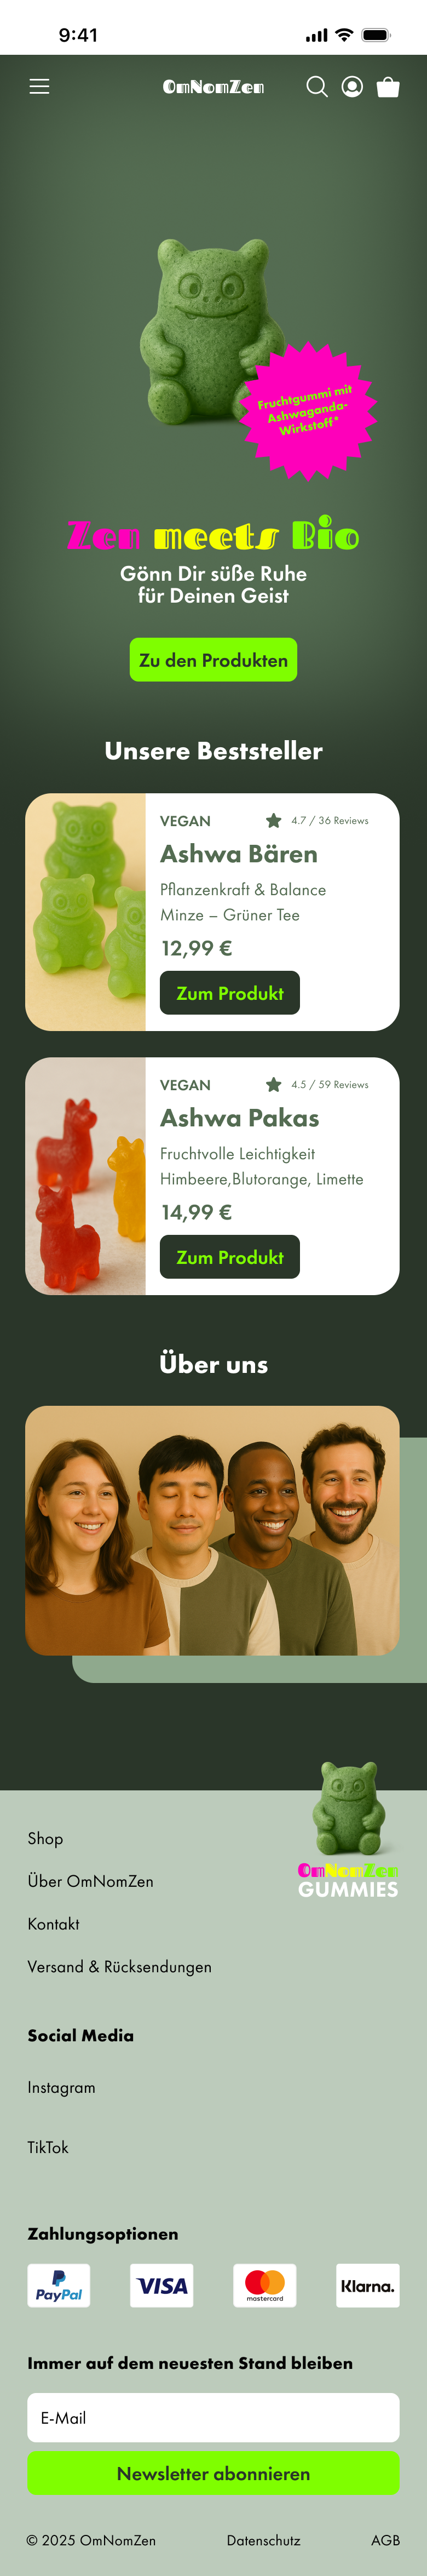 9:41
OmNomZen
Fruchtgummi mit
Ashwaganda-
Wirkstoff*
Zen meets Bio
Gönn Dir süße Ruhe
für Deinen Geist
Zu den Produkten
Unsere Beststeller
VEGAN
4.7 / 36 Reviews
Ashwa Bären
Pflanzenkraft & Balance
Minze – Grüner Tee
12,99 €
Zum Produkt
VEGAN
4.5 / 59 Reviews
Ashwa Pakas
Fruchtvolle Leichtigkeit
Himbeere,Blutorange, Limette
14,99 €
Zum Produkt
Über uns
OmNomZen
GUMMIES
Shop
Über OmNomZen
Kontakt
Versand & Rücksendungen
Social Media
Instagram
TikTok
Zahlungsoptionen
PayPal
VISA
mastercard
Klarna.
Immer auf dem neuesten Stand bleiben
E-Mail
Newsletter abonnieren
© 2025 OmNomZen
Datenschutz
AGB